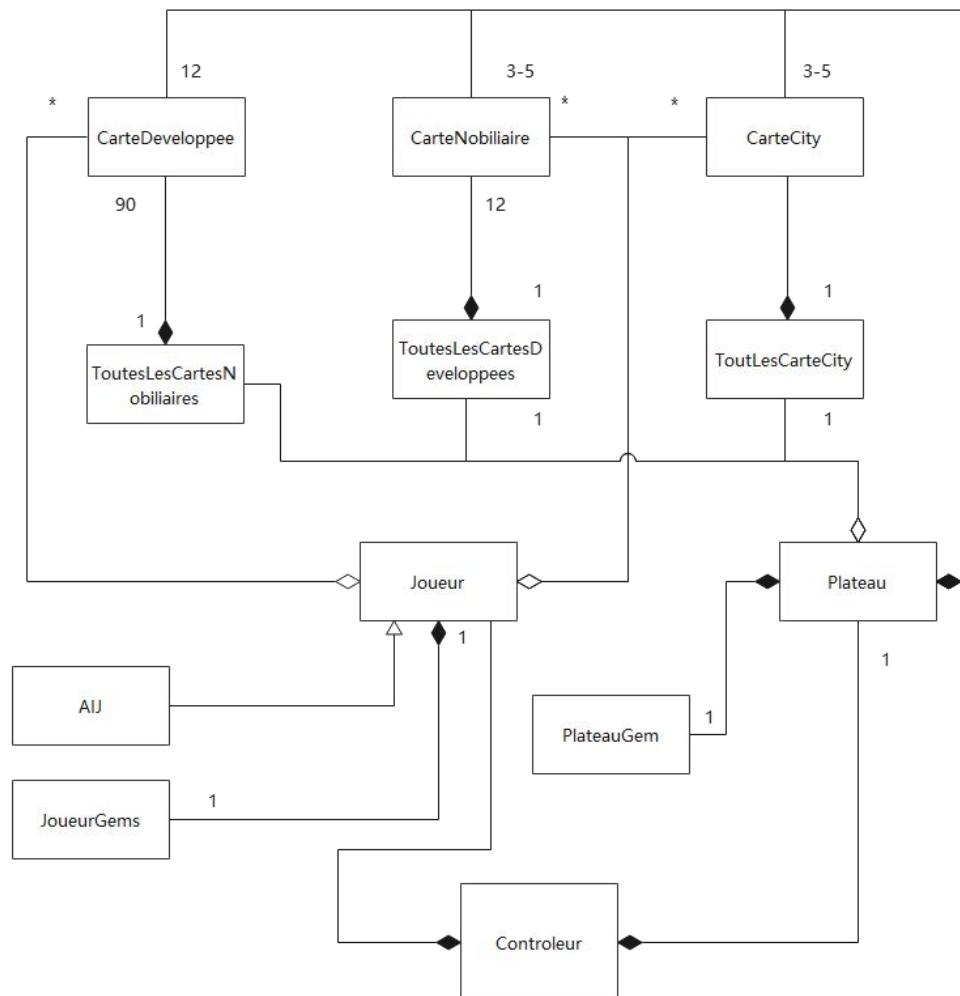 12
3-5
3-5
*
*
*
CarteDeveloppee
CarteNobiliaire
CarteCity
90
12
1
1
1
ToutesLesCartesN
obiliaires
ToutesLesCartesD
eveloppees
ToutLesCarteCity
1
1
Joueur
Plateau
1
1
AIJ
1
PlateauGem
1
JoueurGems
Controleur